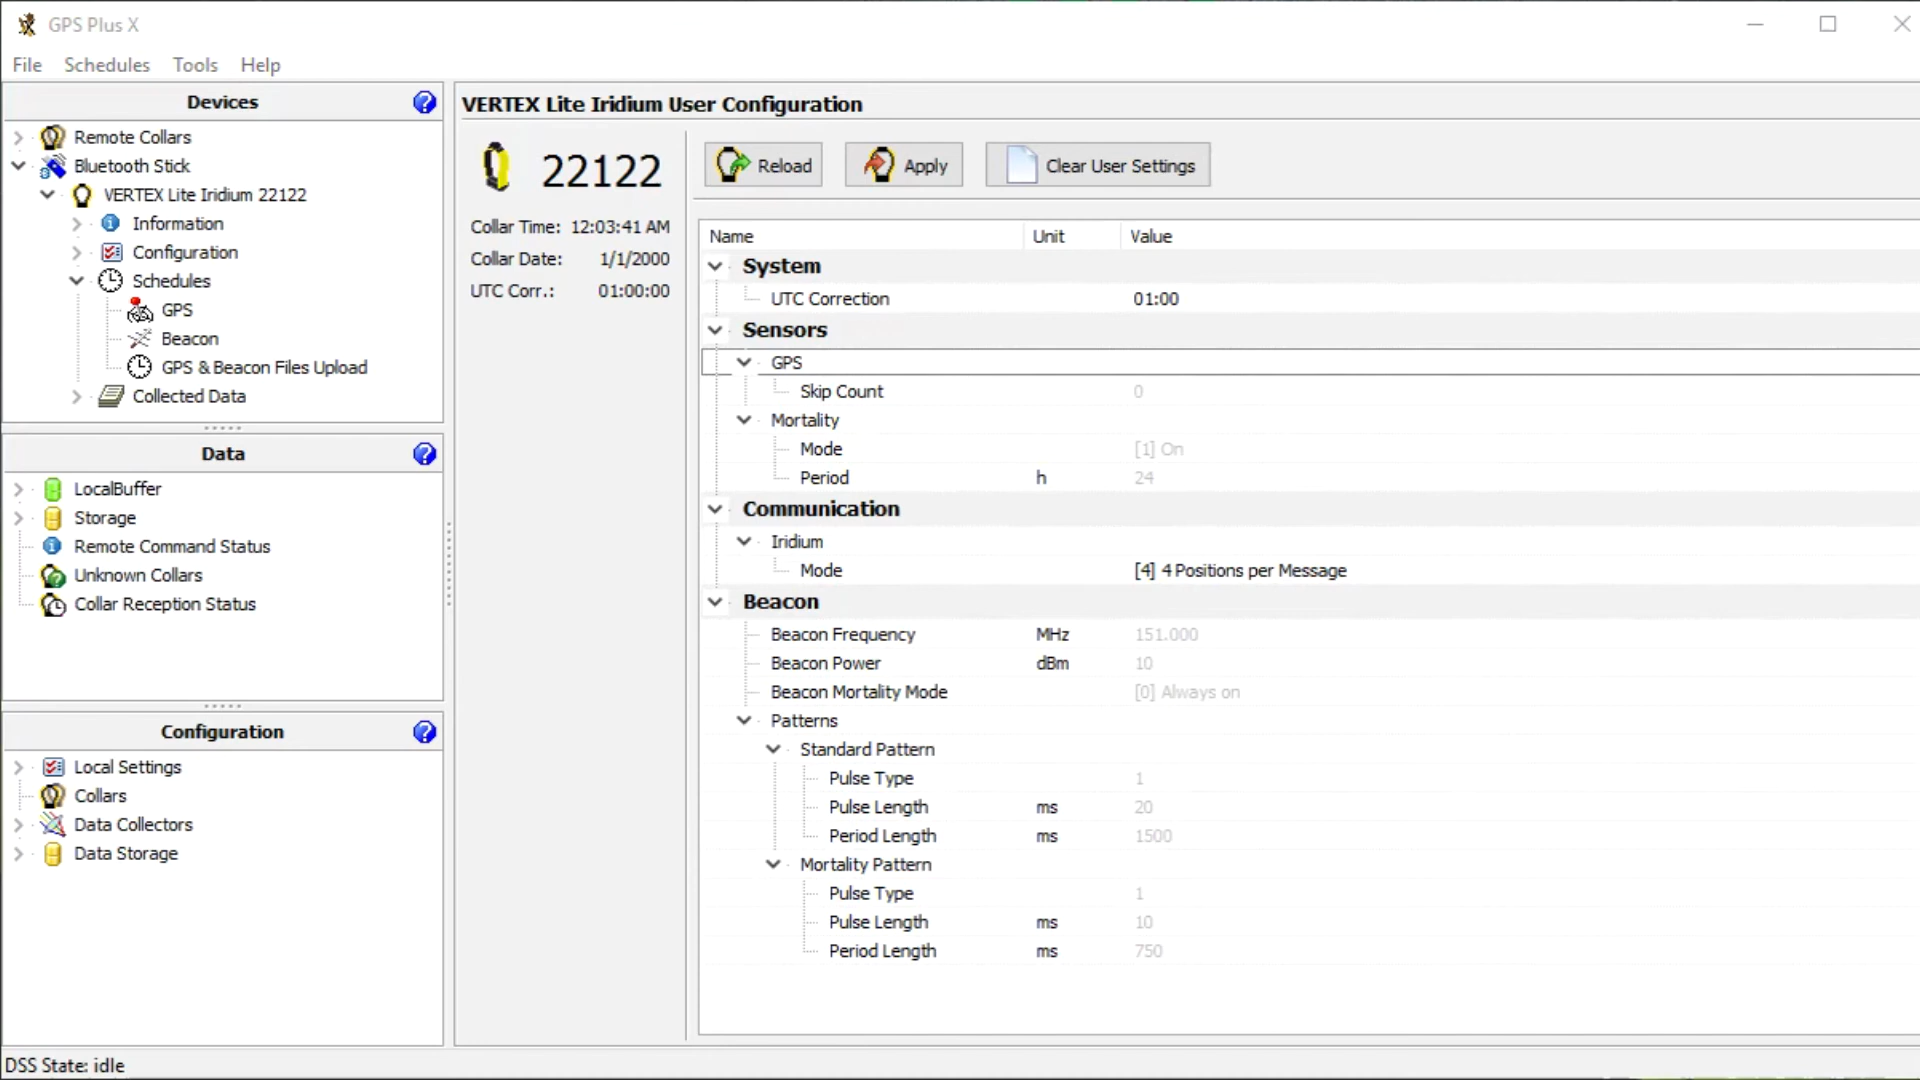 GPS Plus X
File Schedules Tools Help
Devices
Remote Collars
Bluetooth Stick
VERTEX Lite Iridium 22122
Information
Configuration
Schedules
GPS
Beacon
GPS & Beacon Files Upload
Collected Data
Data
LocalBuffer
Storage
Remote Command Status
Unknown Collars
Collar Reception Status
Configuration
Local Settings
Collars
Data Collectors
Data Storage
VERTEX Lite Iridium User Configuration
22122
Collar Time: 12:03:41 AM
Collar Date: 1/1/2000
UTC Corr.: 01:00:00
Reload Apply Clear User Settings
Name Unit Value
System
UTC Correction 01:00
Sensors
GPS
Skip Count 0
Mortality
Mode [1] On
Period h 24
Communication
Iridium
Mode [4] 4 Positions per Message
Beacon
Beacon Frequency MHz 151.000
Beacon Power dBm 10
Beacon Mortality Mode [0] Always on
Patterns
Standard Pattern
Pulse Type 1
Pulse Length ms 20
Period Length ms 1500
Mortality Pattern
Pulse Type 1
Pulse Length ms 10
Period Length ms 750
DSS State: idle